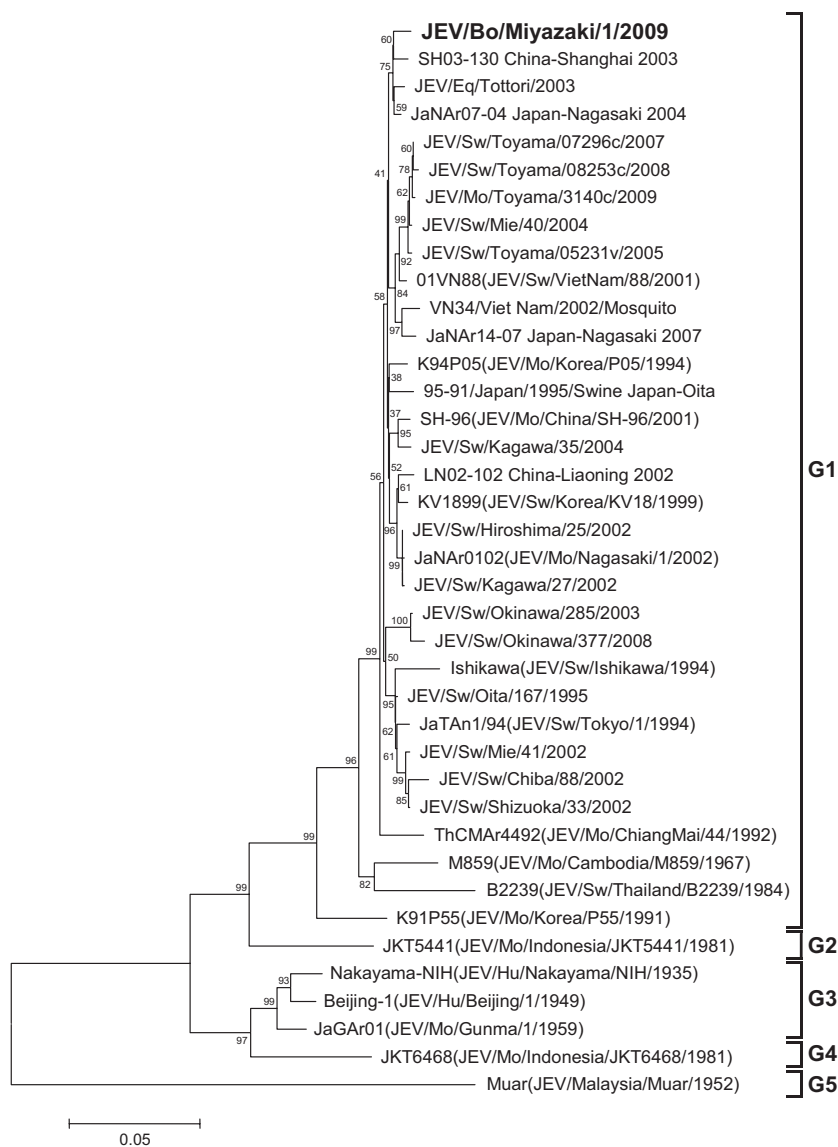 JEV/Bo/Miyazaki/1/2009
60
SH03-130 China-Shanghai 2003
75
JEV/Eq/Tottori/2003
59
JaNAr07-04 Japan-Nagasaki 2004
JEV/Sw/Toyama/07296c/2007
60
78
JEV/Sw/Toyama/08253c/2008
41
62
JEV/Mo/Toyama/3140c/2009
99
JEV/Sw/Mie/40/2004
JEV/Sw/Toyama/05231v/2005
92
01VN88(JEV/Sw/VietNam/88/2001)
58
84
VN34/Viet Nam/2002/Mosquito
97
JaNAr14-07 Japan-Nagasaki 2007
K94P05(JEV/Mo/Korea/P05/1994)
38
95-91/Japan/1995/Swine Japan-Oita
37
SH-96(JEV/Mo/China/SH-96/2001)
95
JEV/Sw/Kagawa/35/2004
G1
56
52
LN02-102 China-Liaoning 2002
61
KV1899(JEV/Sw/Korea/KV18/1999)
96
JEV/Sw/Hiroshima/25/2002
JaNAr0102(JEV/Mo/Nagasaki/1/2002)
99
JEV/Sw/Kagawa/27/2002
JEV/Sw/Okinawa/285/2003
100
JEV/Sw/Okinawa/377/2008
99
50
Ishikawa(JEV/Sw/Ishikawa/1994)
JEV/Sw/Oita/167/1995
95
JaTAn1/94(JEV/Sw/Tokyo/1/1994)
62
JEV/Sw/Mie/41/2002
61
96
JEV/Sw/Chiba/88/2002
99
85
JEV/Sw/Shizuoka/33/2002
99
ThCMAr4492(JEV/Mo/ChiangMai/44/1992)
M859(JEV/Mo/Cambodia/M859/1967)
82
B2239(JEV/Sw/Thailand/B2239/1984)
99
K91P55(JEV/Mo/Korea/P55/1991)
JKT5441(JEV/Mo/Indonesia/JKT5441/1981)
G2
Nakayama-NIH(JEV/Hu/Nakayama/NIH/1935)
93
Beijing-1(JEV/Hu/Beijing/1/1949)
G3
99
JaGAr01(JEV/Mo/Gunma/1/1959)
97
JKT6468(JEV/Mo/Indonesia/JKT6468/1981)
G4
Muar(JEV/Malaysia/Muar/1952)
G5
0.05